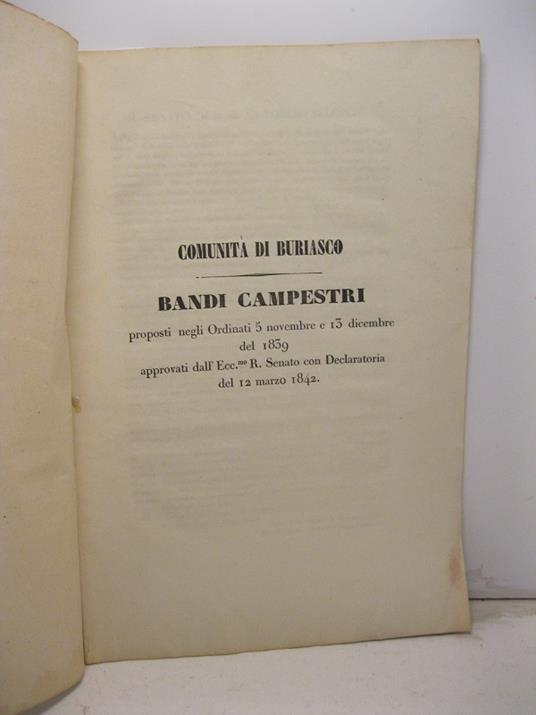 COMUNITÀ DI BURIASCO
BANDI CAMPESTRI
proposti negli Ordinati 5 novembre e 13 dicembre
del 1839
approvati dall' Ecc.mo R. Senato con Declaratoria
del 12 marzo 1842.